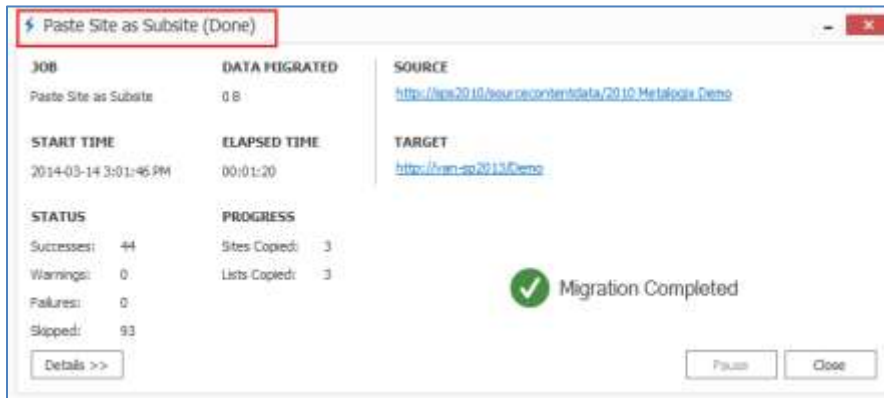 Paste Site as Subsite (Done)
JOB DATA MIGRATED SOURCE
Paste Site as Subsite 0 B http://sps2010/sourcecontentdata/2010 Metalogix Demo
START TIME ELAPSED TIME TARGET
2014-03-14 3:01:46 PM 00:01:20 http://van-sp2013/Demo
STATUS PROGRESS
Successes: 44 Sites Copied: 3
Warnings: 0 Lists Copied: 3
Failures: 0
Migration Completed
Skipped: 93
Details >> Pause Close